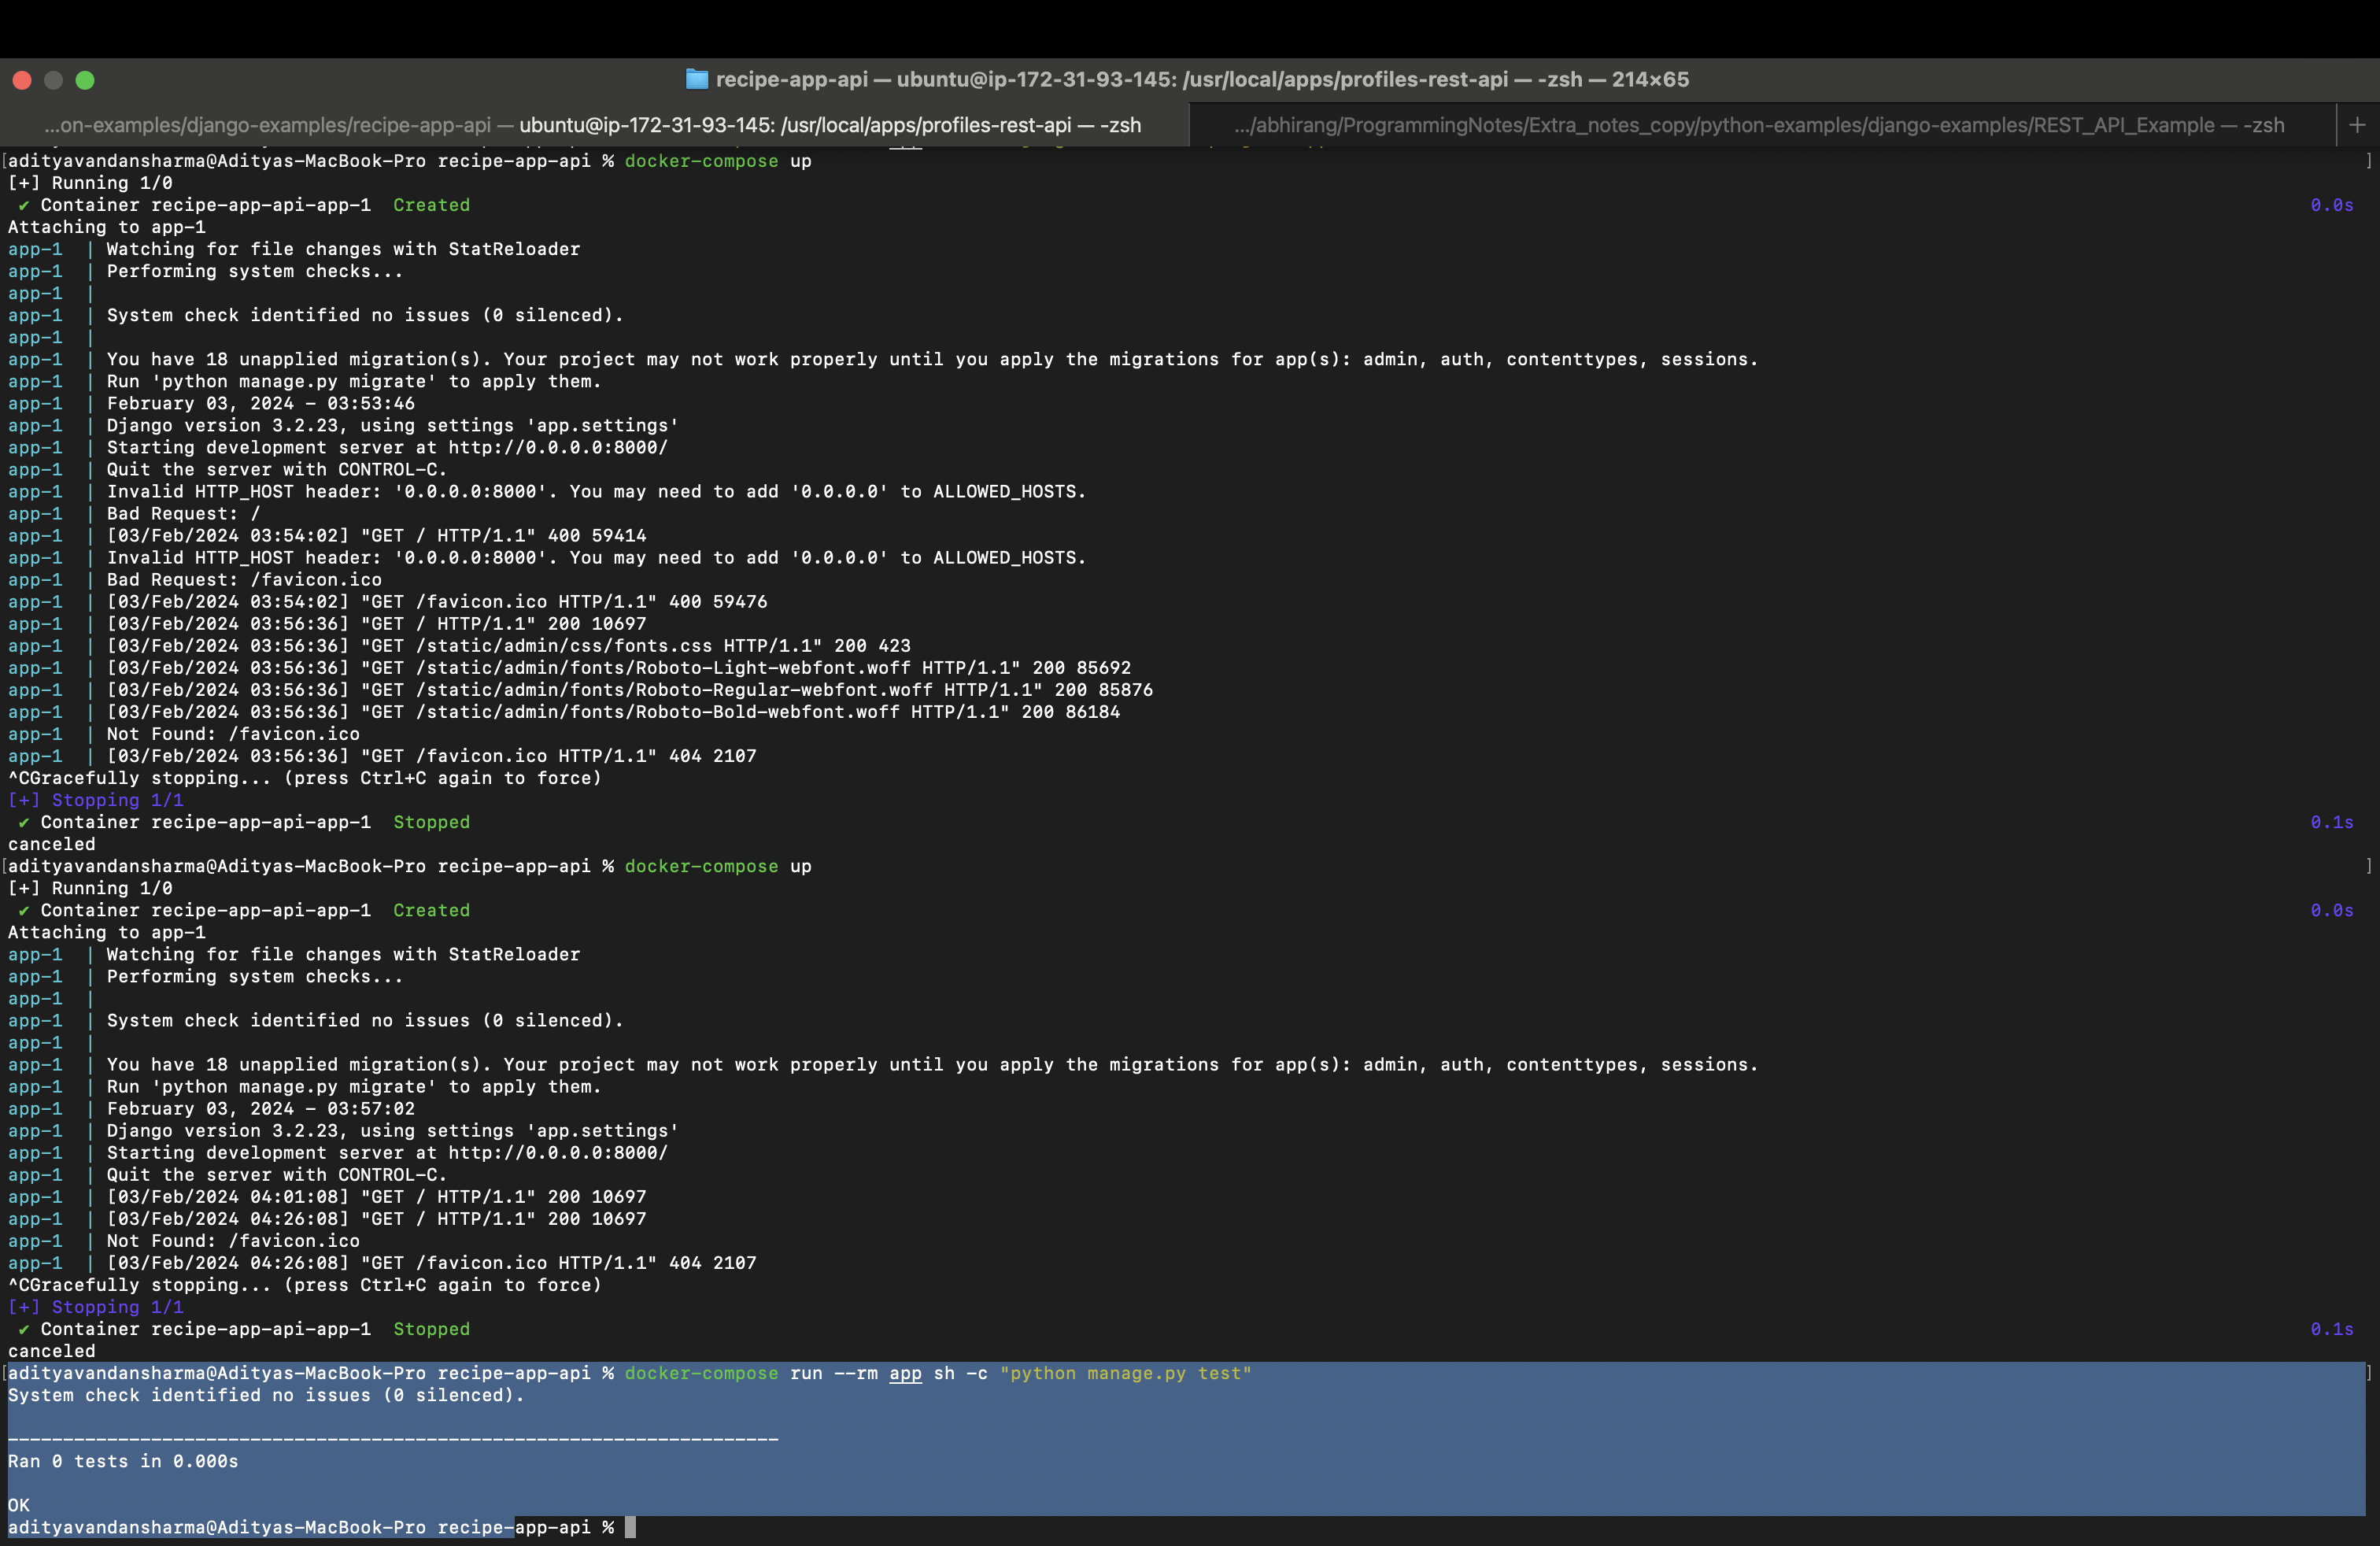 recipe-app-api — ubuntu@ip-172-31-93-145: /usr/local/apps/profiles-rest-api — -zsh — 214×65
...on-examples/django-examples/recipe-app-api — ubuntu@ip-172-31-93-145: /usr/local/apps/profiles-rest-api — -zsh
.../abhirang/ProgrammingNotes/Extra_notes_copy/python-examples/django-examples/REST_API_Example — -zsh
+
[adityavandansharma@Adityas-MacBook-Pro recipe-app-api % docker-compose up ]
[+] Running 1/0
✔ Container recipe-app-api-app-1  Created 0.0s
Attaching to app-1
app-1  | Watching for file changes with StatReloader
app-1  | Performing system checks...
app-1  |
app-1  | System check identified no issues (0 silenced).
app-1  |
app-1  | You have 18 unapplied migration(s). Your project may not work properly until you apply the migrations for app(s): admin, auth, contenttypes, sessions.
app-1  | Run 'python manage.py migrate' to apply them.
app-1  | February 03, 2024 - 03:53:46
app-1  | Django version 3.2.23, using settings 'app.settings'
app-1  | Starting development server at http://0.0.0.0:8000/
app-1  | Quit the server with CONTROL-C.
app-1  | Invalid HTTP_HOST header: '0.0.0.0:8000'. You may need to add '0.0.0.0' to ALLOWED_HOSTS.
app-1  | Bad Request: /
app-1  | [03/Feb/2024 03:54:02] "GET / HTTP/1.1" 400 59414
app-1  | Invalid HTTP_HOST header: '0.0.0.0:8000'. You may need to add '0.0.0.0' to ALLOWED_HOSTS.
app-1  | Bad Request: /favicon.ico
app-1  | [03/Feb/2024 03:54:02] "GET /favicon.ico HTTP/1.1" 400 59476
app-1  | [03/Feb/2024 03:56:36] "GET / HTTP/1.1" 200 10697
app-1  | [03/Feb/2024 03:56:36] "GET /static/admin/css/fonts.css HTTP/1.1" 200 423
app-1  | [03/Feb/2024 03:56:36] "GET /static/admin/fonts/Roboto-Light-webfont.woff HTTP/1.1" 200 85692
app-1  | [03/Feb/2024 03:56:36] "GET /static/admin/fonts/Roboto-Regular-webfont.woff HTTP/1.1" 200 85876
app-1  | [03/Feb/2024 03:56:36] "GET /static/admin/fonts/Roboto-Bold-webfont.woff HTTP/1.1" 200 86184
app-1  | Not Found: /favicon.ico
app-1  | [03/Feb/2024 03:56:36] "GET /favicon.ico HTTP/1.1" 404 2107
^CGracefully stopping... (press Ctrl+C again to force)
[+] Stopping 1/1
✔ Container recipe-app-api-app-1  Stopped 0.1s
canceled
[adityavandansharma@Adityas-MacBook-Pro recipe-app-api % docker-compose up ]
[+] Running 1/0
✔ Container recipe-app-api-app-1  Created 0.0s
Attaching to app-1
app-1  | Watching for file changes with StatReloader
app-1  | Performing system checks...
app-1  |
app-1  | System check identified no issues (0 silenced).
app-1  |
app-1  | You have 18 unapplied migration(s). Your project may not work properly until you apply the migrations for app(s): admin, auth, contenttypes, sessions.
app-1  | Run 'python manage.py migrate' to apply them.
app-1  | February 03, 2024 - 03:57:02
app-1  | Django version 3.2.23, using settings 'app.settings'
app-1  | Starting development server at http://0.0.0.0:8000/
app-1  | Quit the server with CONTROL-C.
app-1  | [03/Feb/2024 04:01:08] "GET / HTTP/1.1" 200 10697
app-1  | [03/Feb/2024 04:26:08] "GET / HTTP/1.1" 200 10697
app-1  | Not Found: /favicon.ico
app-1  | [03/Feb/2024 04:26:08] "GET /favicon.ico HTTP/1.1" 404 2107
^CGracefully stopping... (press Ctrl+C again to force)
[+] Stopping 1/1
✔ Container recipe-app-api-app-1  Stopped 0.1s
canceled
[adityavandansharma@Adityas-MacBook-Pro recipe-app-api % docker-compose run --rm app sh -c "python manage.py test" ]
System check identified no issues (0 silenced).
----------------------------------------------------------------------
Ran 0 tests in 0.000s
OK
adityavandansharma@Adityas-MacBook-Pro recipe-app-api %